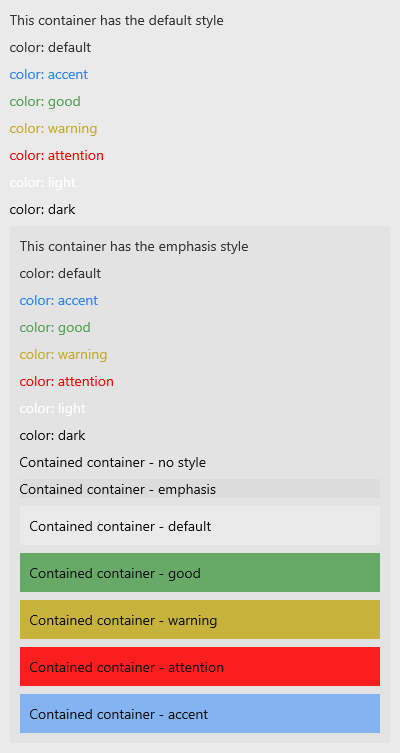 This container has the default style
color: default
color: accent
color: good
color: warning
color: attention
color: light
color: dark
This container has the emphasis style
color: default
color: accent
color: good
color: warning
color: attention
color: light
color: dark
Contained container - no style
Contained container - emphasis
Contained container - default
Contained container - good
Contained container - warning
Contained container - attention
Contained container - accent